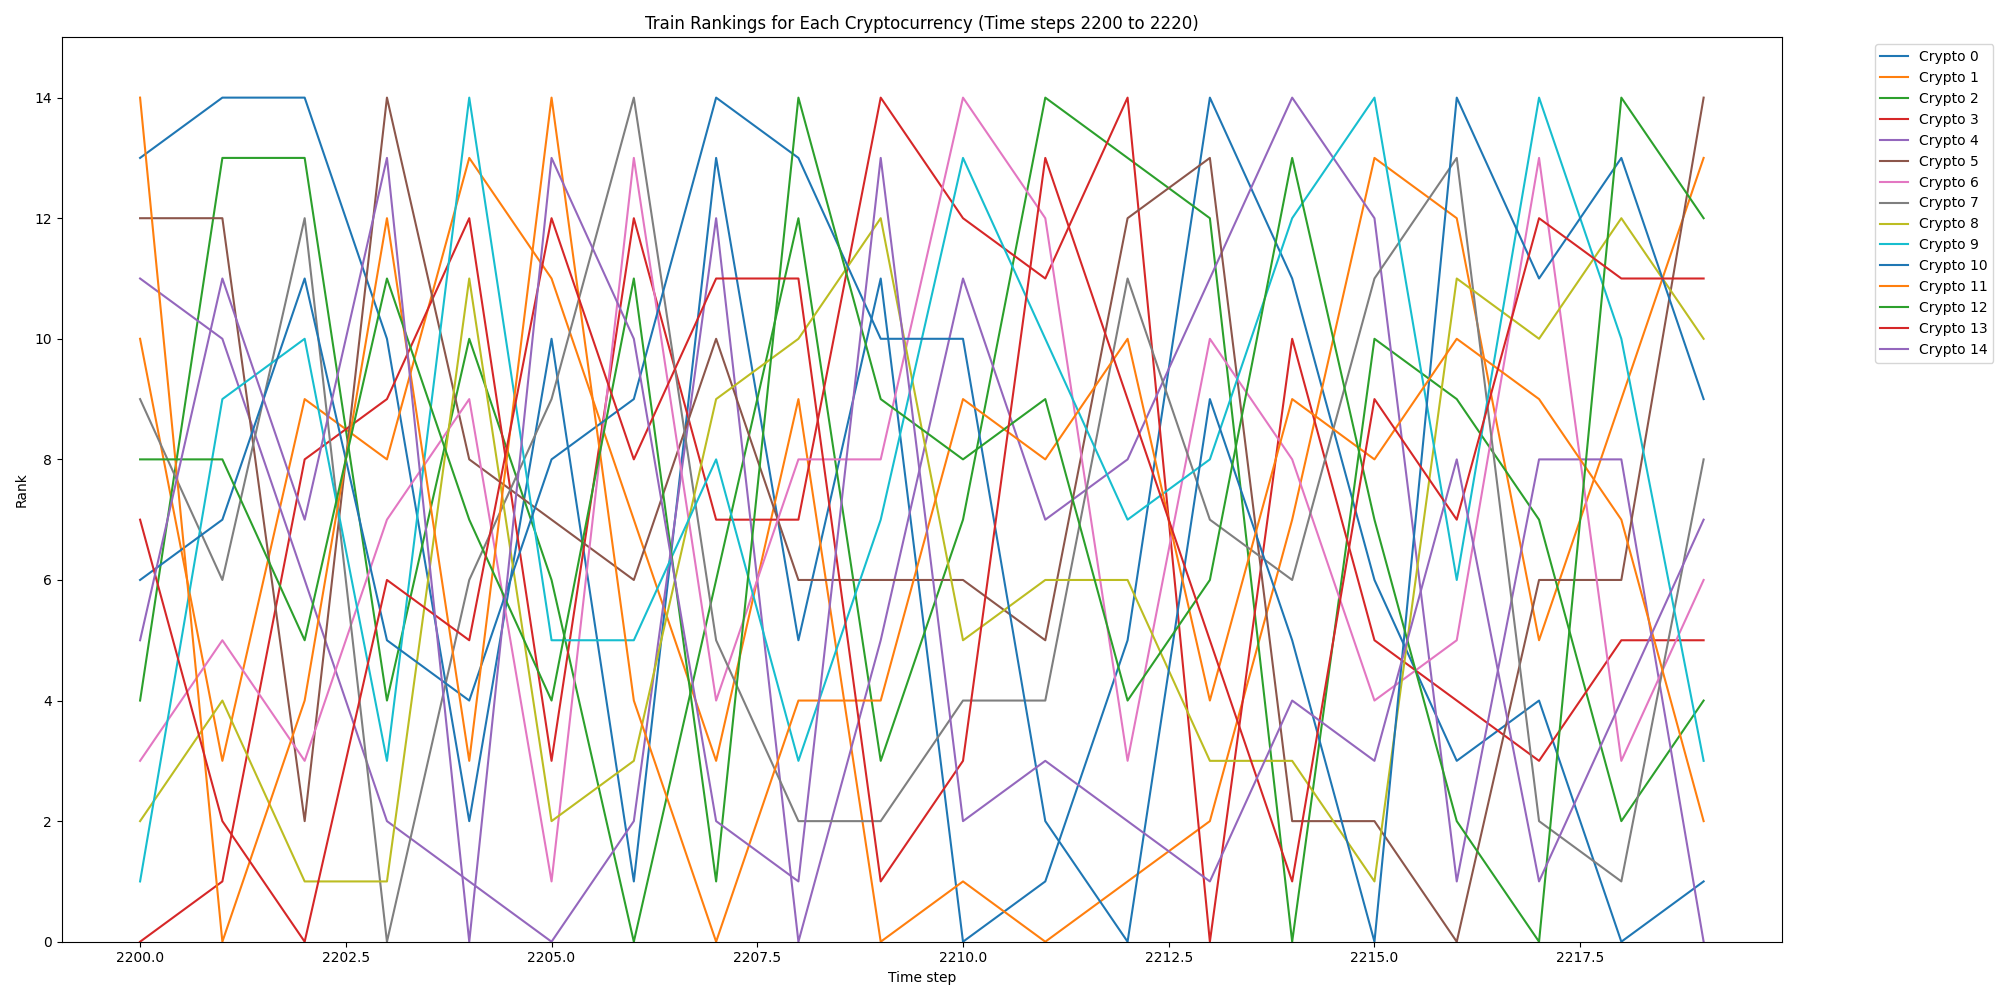 Train Rankings for Each Cryptocurrency (Time steps 2200 to 2220)
Rank
14
12
10
8
6
4
2
0
2200.0 2202.5 2205.0 2207.5 2210.0 2212.5 2215.0 2217.5
Time step
Crypto 0
Crypto 1
Crypto 2
Crypto 3
Crypto 4
Crypto 5
Crypto 6
Crypto 7
Crypto 8
Crypto 9
Crypto 10
Crypto 11
Crypto 12
Crypto 13
Crypto 14